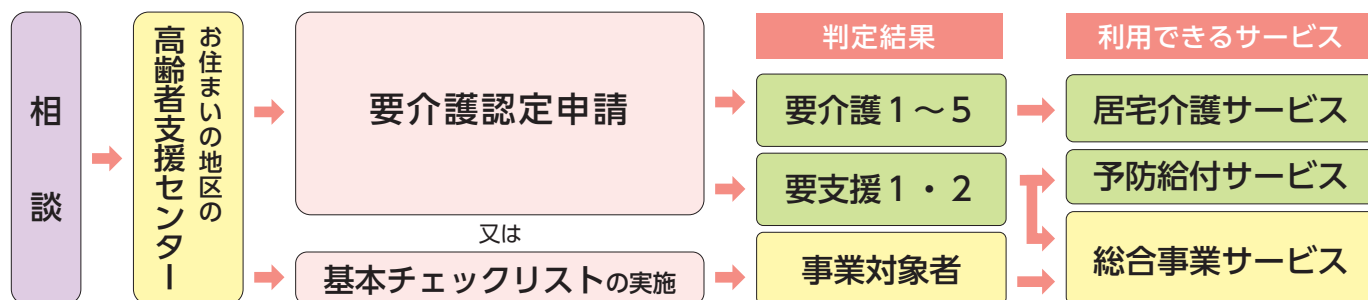 相談
お住まいの地区の
高齢者支援センター
要介護認定申請
又は
基本チェックリストの実施
判定結果
要介護1～5
要支援1・2
事業対象者
利用できるサービス
居宅介護サービス
予防給付サービス
総合事業サービス